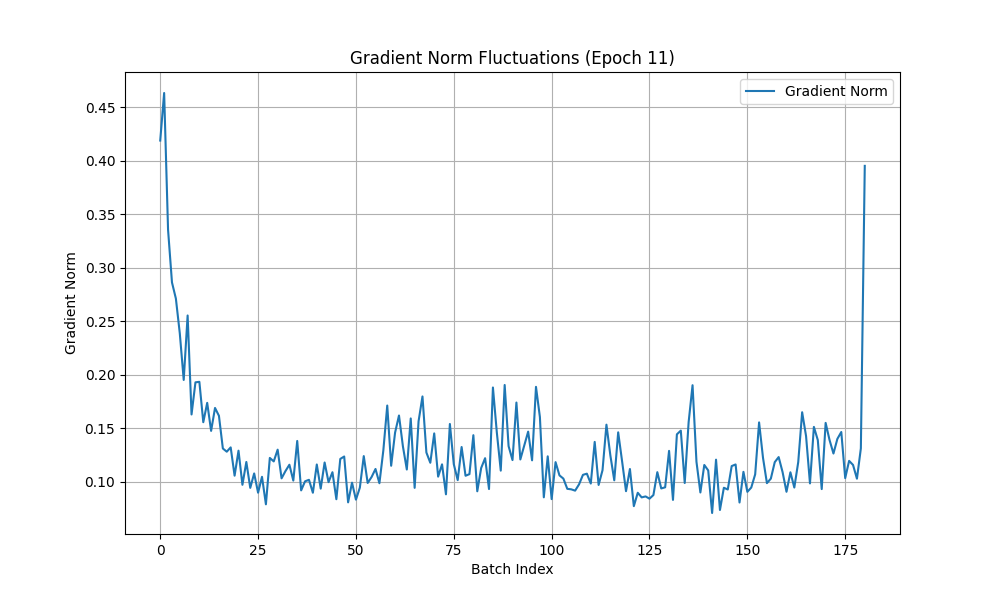 Gradient Norm Fluctuations (Epoch 11)
Gradient Norm
0.45
0.40
0.35
0.30
0.25
0.20
0.15
0.10
Gradient Norm
0 25 50 75 100 125 150 175
Batch Index